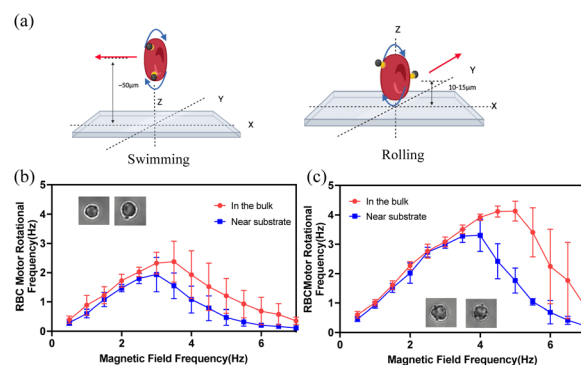 (a)
Z
~50μm
Y
10-15μm
Z
Y
X
X
Swimming
Rolling
(b)
(c)
RBC Motor Rotational
Frequency(Hz)
5
4
3
2
1
0
In the bulk
Near substrate
0
2
4
6
Magnetic Field Frequency(Hz)
RBCMotor Rotational
Frequency(Hz)
5
4
3
2
1
0
In the bulk
Near substrate
0
2
4
6
Magnetic Field Frequency(Hz)